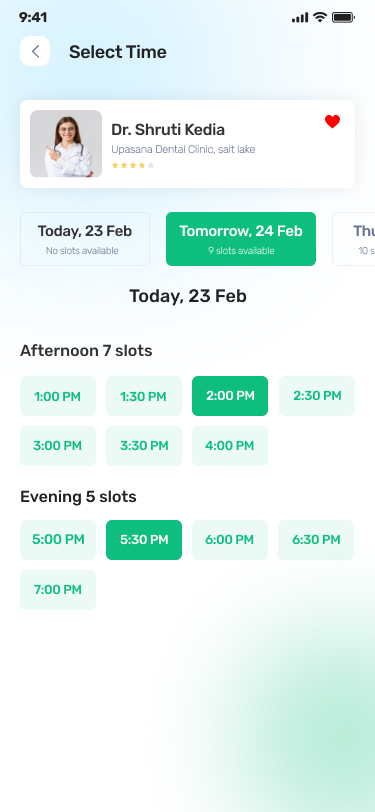 9:41
Select Time
Dr. Shruti Kedia
Upasana Dental Clinic, salt lake
Today, 23 Feb
Tomorrow, 24 Feb
No slots available
9 slots available
Today, 23 Feb
Afternoon 7 slots
1:00 PM 1:30 PM 2:00 PM 2:30 PM
3:00 PM 3:30 PM 4:00 PM
Evening 5 slots
5:00 PM 5:30 PM 6:00 PM 6:30 PM
7:00 PM